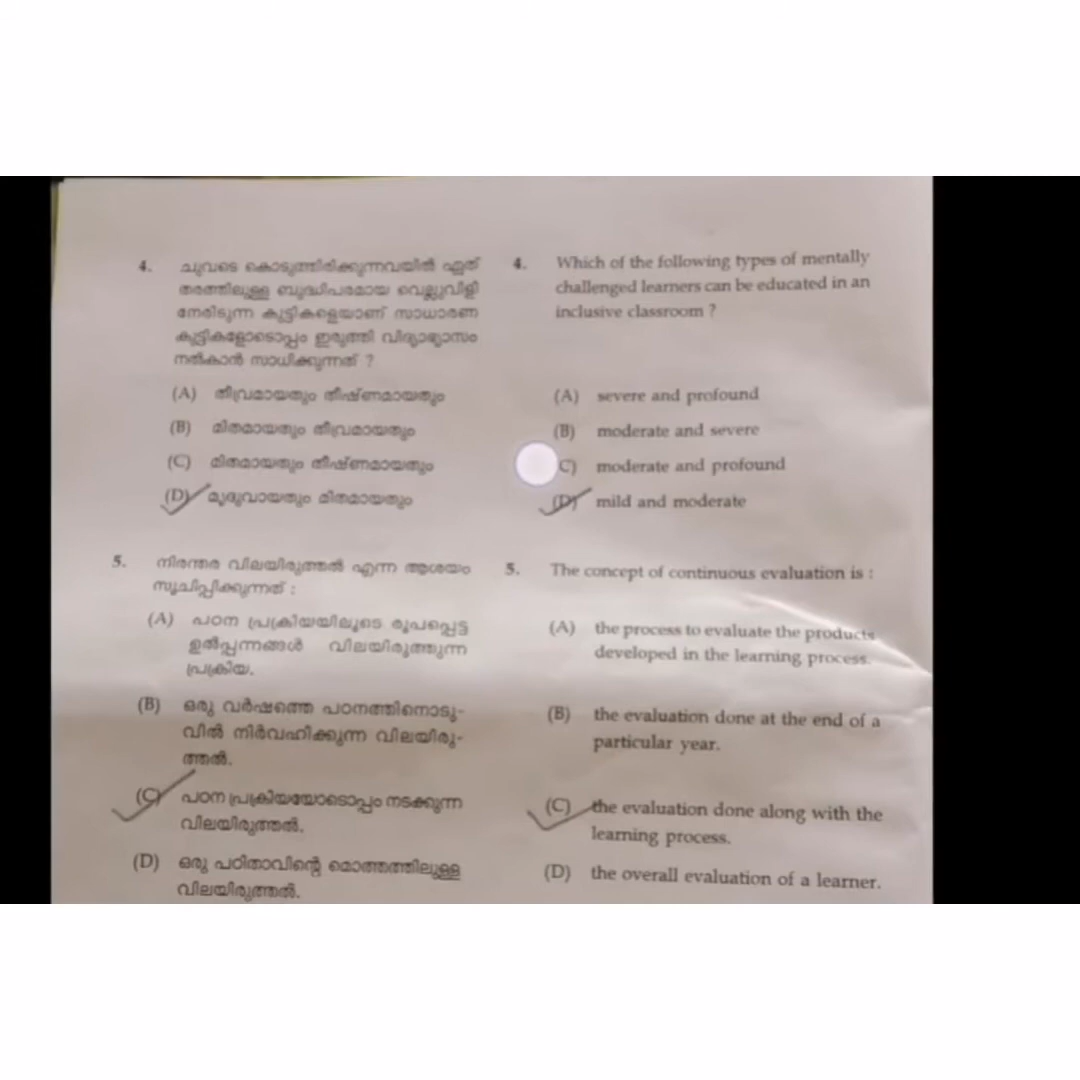 4. ചുവടെ കൊടുത്തിരിക്കുന്നവയിൽ ഏത്
തരത്തിലുള്ള ബുദ്ധിപരമായ വെല്ലുവിളി
നേരിടുന്ന കുട്ടികളെയാണ് സാധാരണ
കുട്ടികളോടൊപ്പം ഇരുത്തി വിദ്യാഭ്യാസം
നൽകാൻ സാധിക്കുന്നത് ?
(A) തീവ്രമായതും തീഷ്ണമായതും
(B) മിതമായതും തീവ്രമായതും
(C) മിതമായതും തീഷ്ണമായതും
(D) മൃദുവായതും മിതമായതും
5. നിരന്തര വിലയിരുത്തൽ എന്ന ആശയം
സൂചിപ്പിക്കുന്നത് :
(A) പഠന പ്രക്രിയയിലൂടെ രൂപപ്പെട്ട
ഉൽപ്പന്നങ്ങൾ വിലയിരുത്തുന്ന
പ്രക്രിയ.
(B) ഒരു വർഷത്തെ പഠനത്തിനൊടു-
വിൽ നിർവഹിക്കുന്ന വിലയിരു-
ത്തൽ.
(C) പഠന പ്രക്രിയയോടൊപ്പം നടക്കുന്ന
വിലയിരുത്തൽ.
(D) ഒരു പഠിതാവിന്റെ മൊത്തത്തിലുള്ള
വിലയിരുത്തൽ.
4. Which of the following types of mentally
challenged learners can be educated in an
inclusive classroom ?
(A) severe and profound
(B) moderate and severe
C) moderate and profound
(D) mild and moderate
5. The concept of continuous evaluation is :
(A) the process to evaluate the products
developed in the learning process.
(B) the evaluation done at the end of a
particular year.
(C) the evaluation done along with the
learning process.
(D) the overall evaluation of a learner.